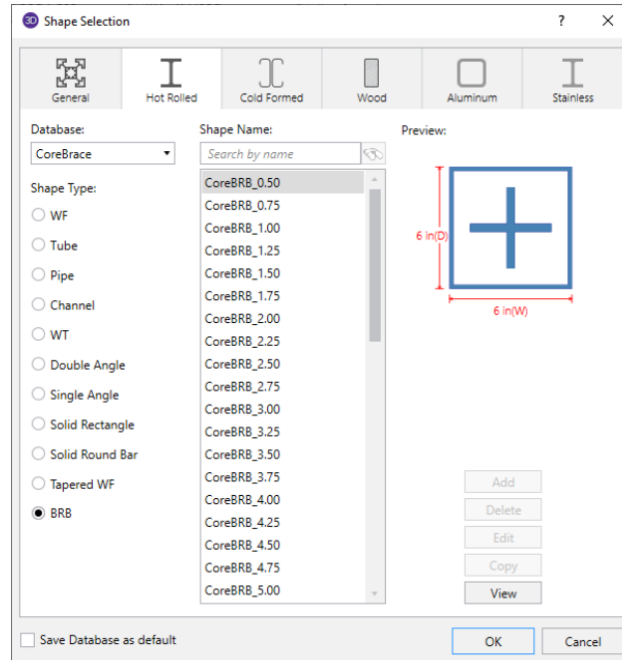 3D Shape Selection ? ×
General Hot Rolled Cold Formed Wood Aluminum Stainless
Database: Shape Name: Preview:
CoreBrace Search by name
Shape Type:
WF
Tube
Pipe
Channel
WT
Double Angle
Single Angle
Solid Rectangle
Solid Round Bar
Tapered WF
BRB
CoreBRB_0.50
CoreBRB_0.75
CoreBRB_1.00
CoreBRB_1.25
CoreBRB_1.50
CoreBRB_1.75
CoreBRB_2.00
CoreBRB_2.25
CoreBRB_2.50
CoreBRB_2.75
CoreBRB_3.00
CoreBRB_3.25
CoreBRB_3.50
CoreBRB_3.75
CoreBRB_4.00
CoreBRB_4.25
CoreBRB_4.50
CoreBRB_4.75
CoreBRB_5.00
6 in(D)
6 in(W)
Add
Delete
Edit
Copy
View
Save Database as default
OK Cancel